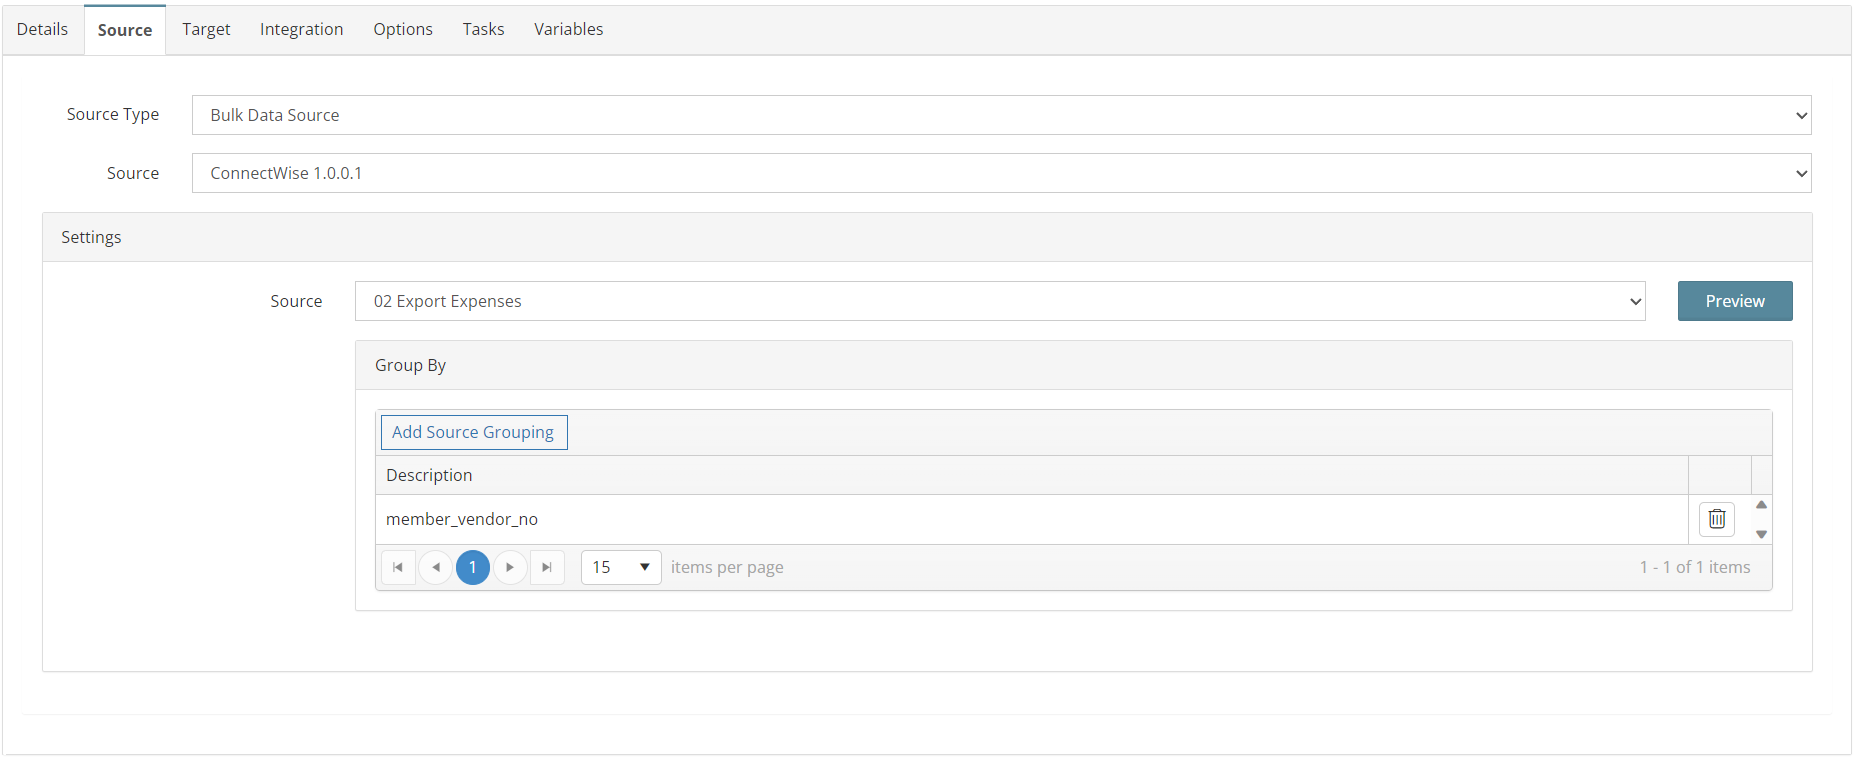 Details Source Target Integration Options Tasks Variables
Source Type Bulk Data Source
Source ConnectWise 1.0.0.1
Settings
Source 02 Export Expenses Preview
Group By
Add Source Grouping
Description
member_vendor_no
1 15 items per page 1 - 1 of 1 items